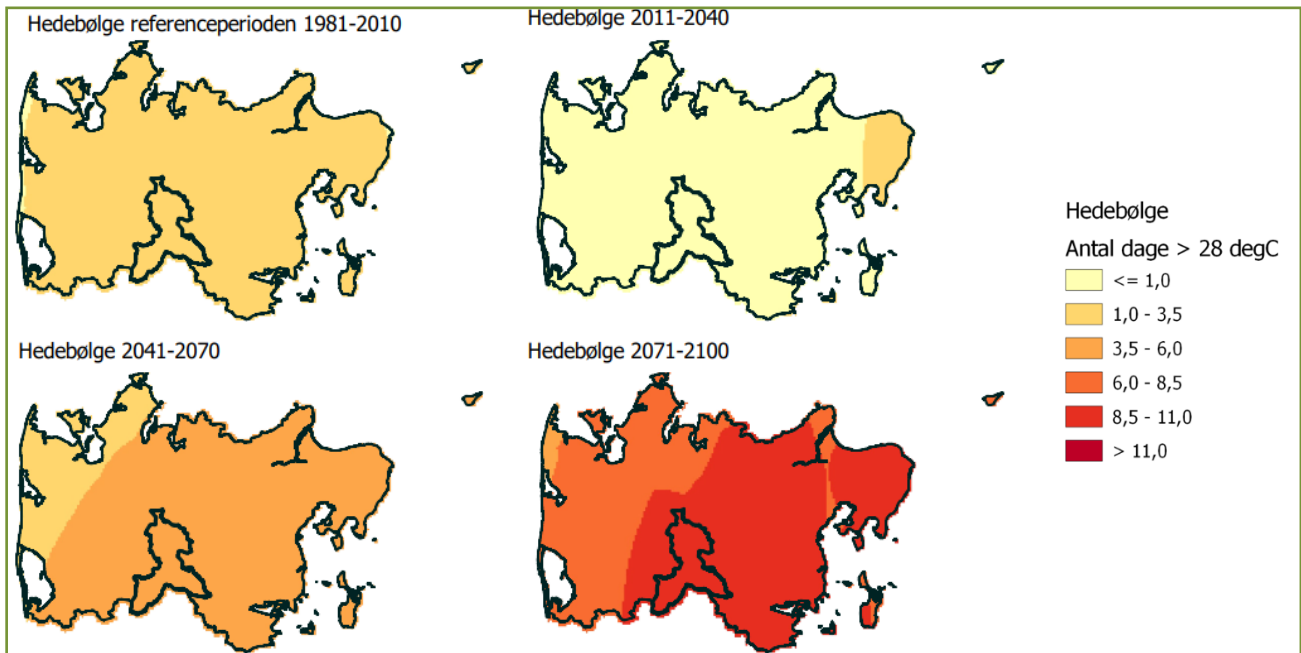 Hedebølge referenceperioden 1981-2010
Hedebølge 2011-2040
Hedebølge 2041-2070
Hedebølge 2071-2100
Hedebølge
Antal dage > 28 degC
<= 1,0
1,0 - 3,5
3,5 - 6,0
6,0 - 8,5
8,5 - 11,0
> 11,0